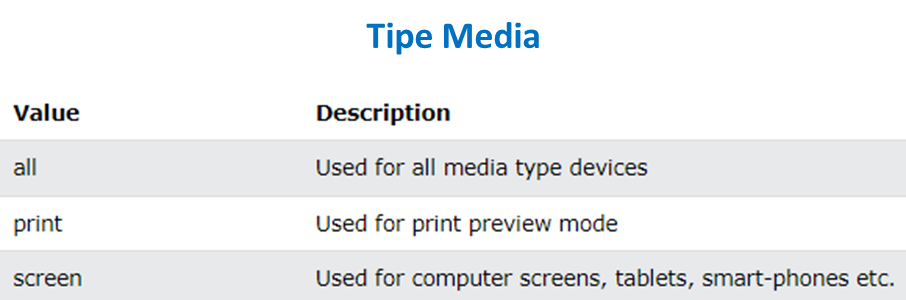 Tipe Media
Value Description
all Used for all media type devices
print Used for print preview mode
screen Used for computer screens, tablets, smart-phones etc.